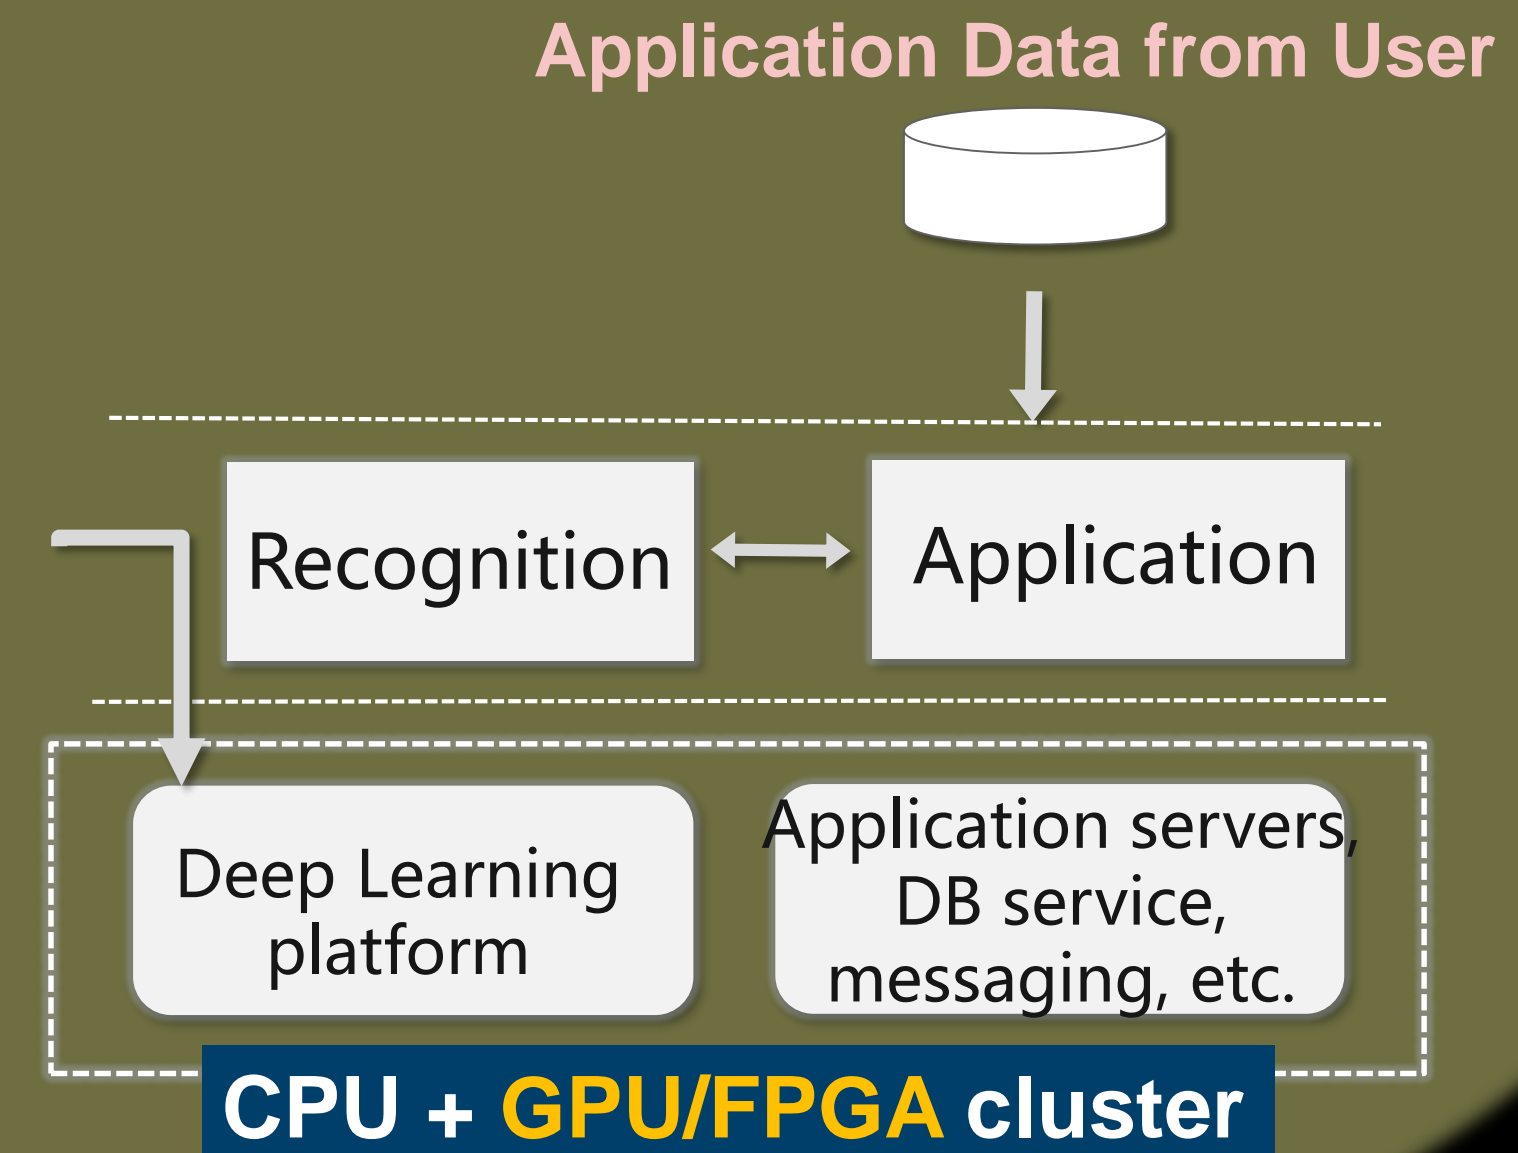 Application Data from User
Recognition
Application
Deep Learning
platform
Application servers,
DB service,
messaging, etc.
CPU + GPU/FPGA cluster